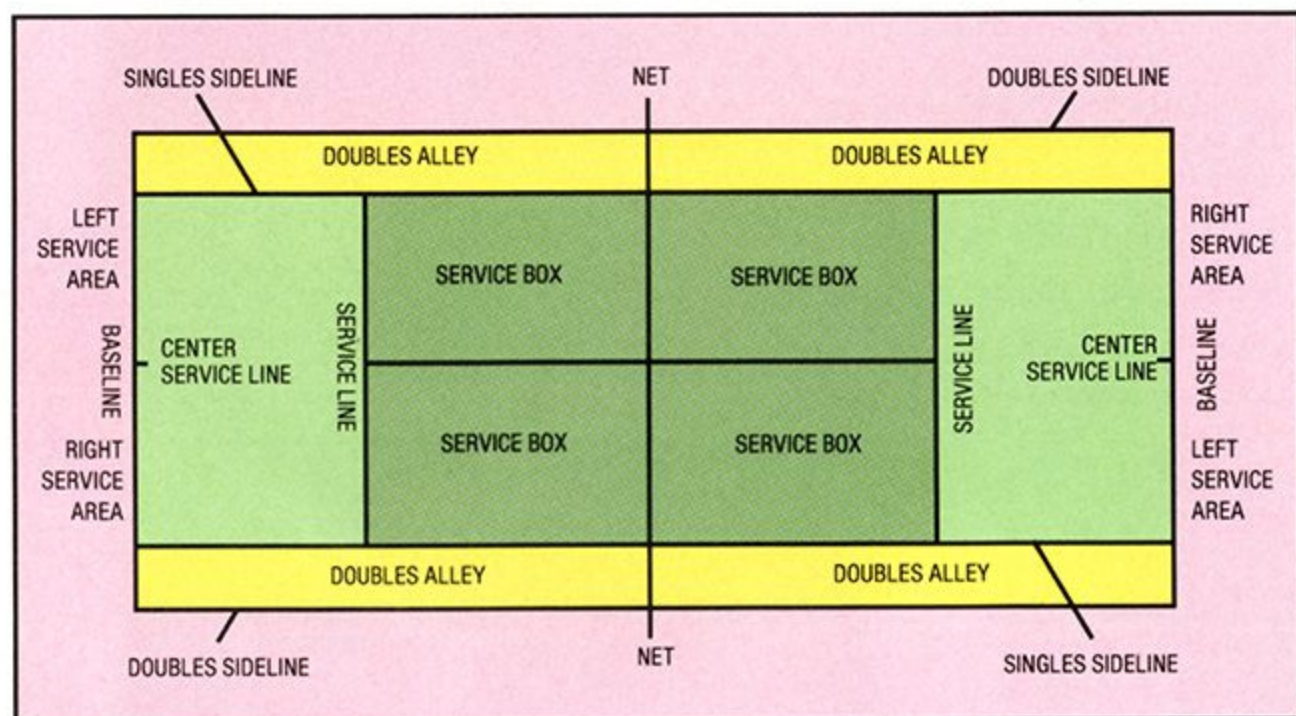 SINGLES SIDELINE
NET
DOUBLES SIDELINE
DOUBLES ALLEY
DOUBLES ALLEY
LEFT
SERVICE
AREA
RIGHT
SERVICE
AREA
SERVICE BOX
SERVICE BOX
BASELINE
CENTER
SERVICE LINE
SERVICE LINE
SERVICE LINE
CENTER
SERVICE LINE
BASELINE
RIGHT
SERVICE
AREA
SERVICE BOX
SERVICE BOX
LEFT
SERVICE
AREA
DOUBLES ALLEY
DOUBLES ALLEY
DOUBLES SIDELINE
NET
SINGLES SIDELINE